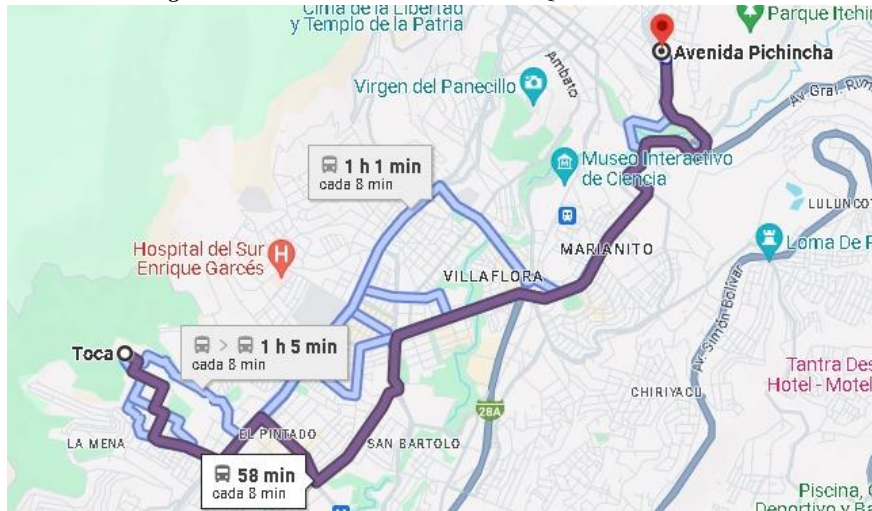 Cima de la Libertad
y Templo de la Patria
Parque Itchi
Avenida Pichincha
Virgen del Panecillo
Ambato
Av. Gral. Rum
1 h 1 min
cada 8 min
Museo Interactivo
de Ciencia
LULUNCOT
Hospital del Sur
Enrique Garcés
MARIANITO
Loma De P
VILLAFLORA
Av. Simón Bolívar
Toca
> 1 h 5 min
cada 8 min
Tantra Des
Hotel - Motel
CHIRIYACU
28A
LA MENA
EL PINTADO
SAN BARTOLO
58 min
cada 8 min
Piscina, C
Deportivo y Ba